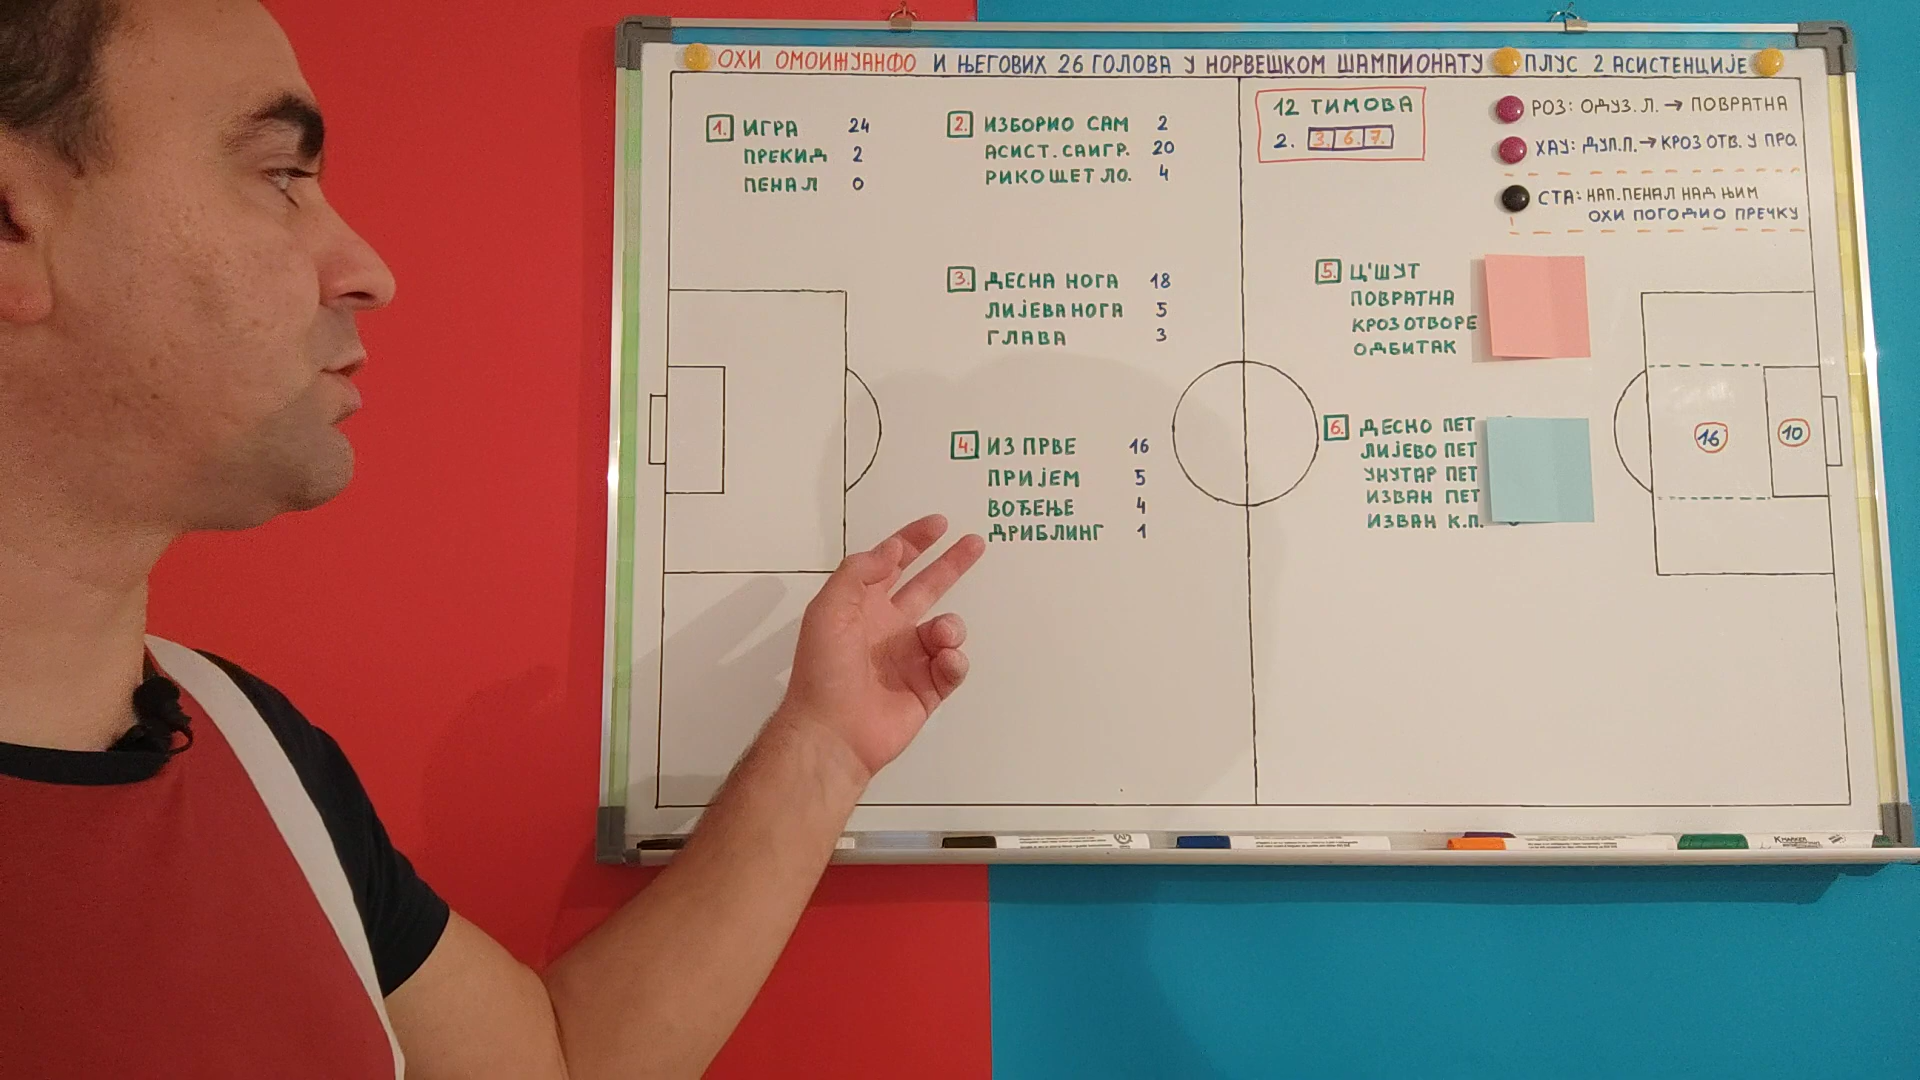 ОХИ ОМОИЖУАНФО И ЊЕГОВИХ 26 ГОЛОВА У НОРВЕШКОМ ШАМПИОНАТУ ПЛУС 2 АСИСТЕНЦИЈЕ
1. ИГРА 24
ПРЕКИД 2
ПЕНАЛ 0
2. ИЗБОРИО САМ 2
АСИСТ. САИГР. 20
РИКОШЕТ ЛО. 4
12 ТИМОВА
2. 3. 6. 7.
РОЗ: ОДУЗ. Л. → ПОВРАТНА
ХАУ: ДУП.П. → КРОЗ ОТВ. У ПРО.
СТА: НАП. ПЕНАЛ НАД ЊИМ
ОХИ ПОГОДИО ПРЕЧКУ
3. ДЕСНА НОГА 18
ЛИЈЕВА НОГА 5
ГЛАВА 3
4. ИЗ ПРВЕ 16
ПРИЈЕМ 5
ВОЂЕЊЕ 4
ДРИБЛИНГ 1
5. Ц'ШУТ
ПОВРАТНА
КРОЗ ОТВОРЕ
ОДБИТАК
6. ДЕСНО ПЕТ
ЛИЈЕВО ПЕТ
УНУТАР ПЕТ
ИЗВАН ПЕТ
ИЗВАН К.П.
16 10